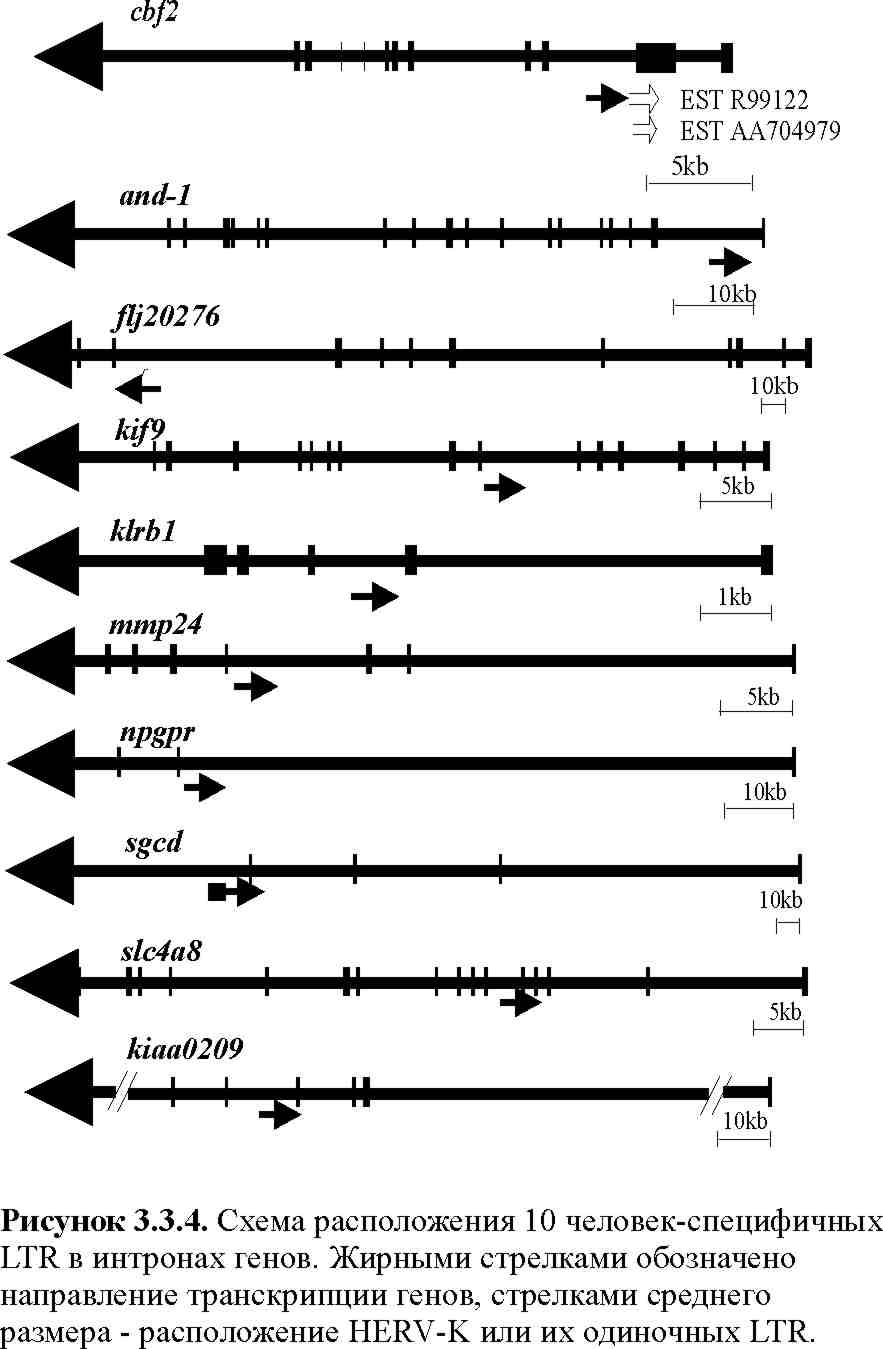 cbf2
EST R99122
EST AA704979
5kb
and-1
10kb
flj20276
10kb
kif9
5kb
klrb1
1kb
mmp24
5kb
npgpr
10kb
sgcd
10kb
slc4a8
5kb
kiaa0209
10kb
Рисунок 3.3.4. Схема расположения 10 человек-специфичных
LTR в интронах генов. Жирными стрелками обозначено
направление транскрипции генов, стрелками среднего
размера - расположение HERV-K или их одиночных LTR.